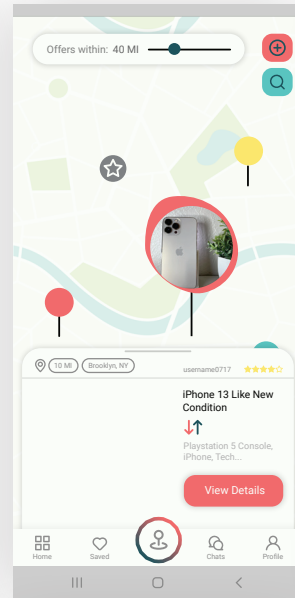 Offers within: 40 MI
10 MI
Brooklyn, NY
username0717
iPhone 13 Like New
Condition
Playstation 5 Console,
iPhone, Tech...
View Details
Home
Saved
Chats
Profile